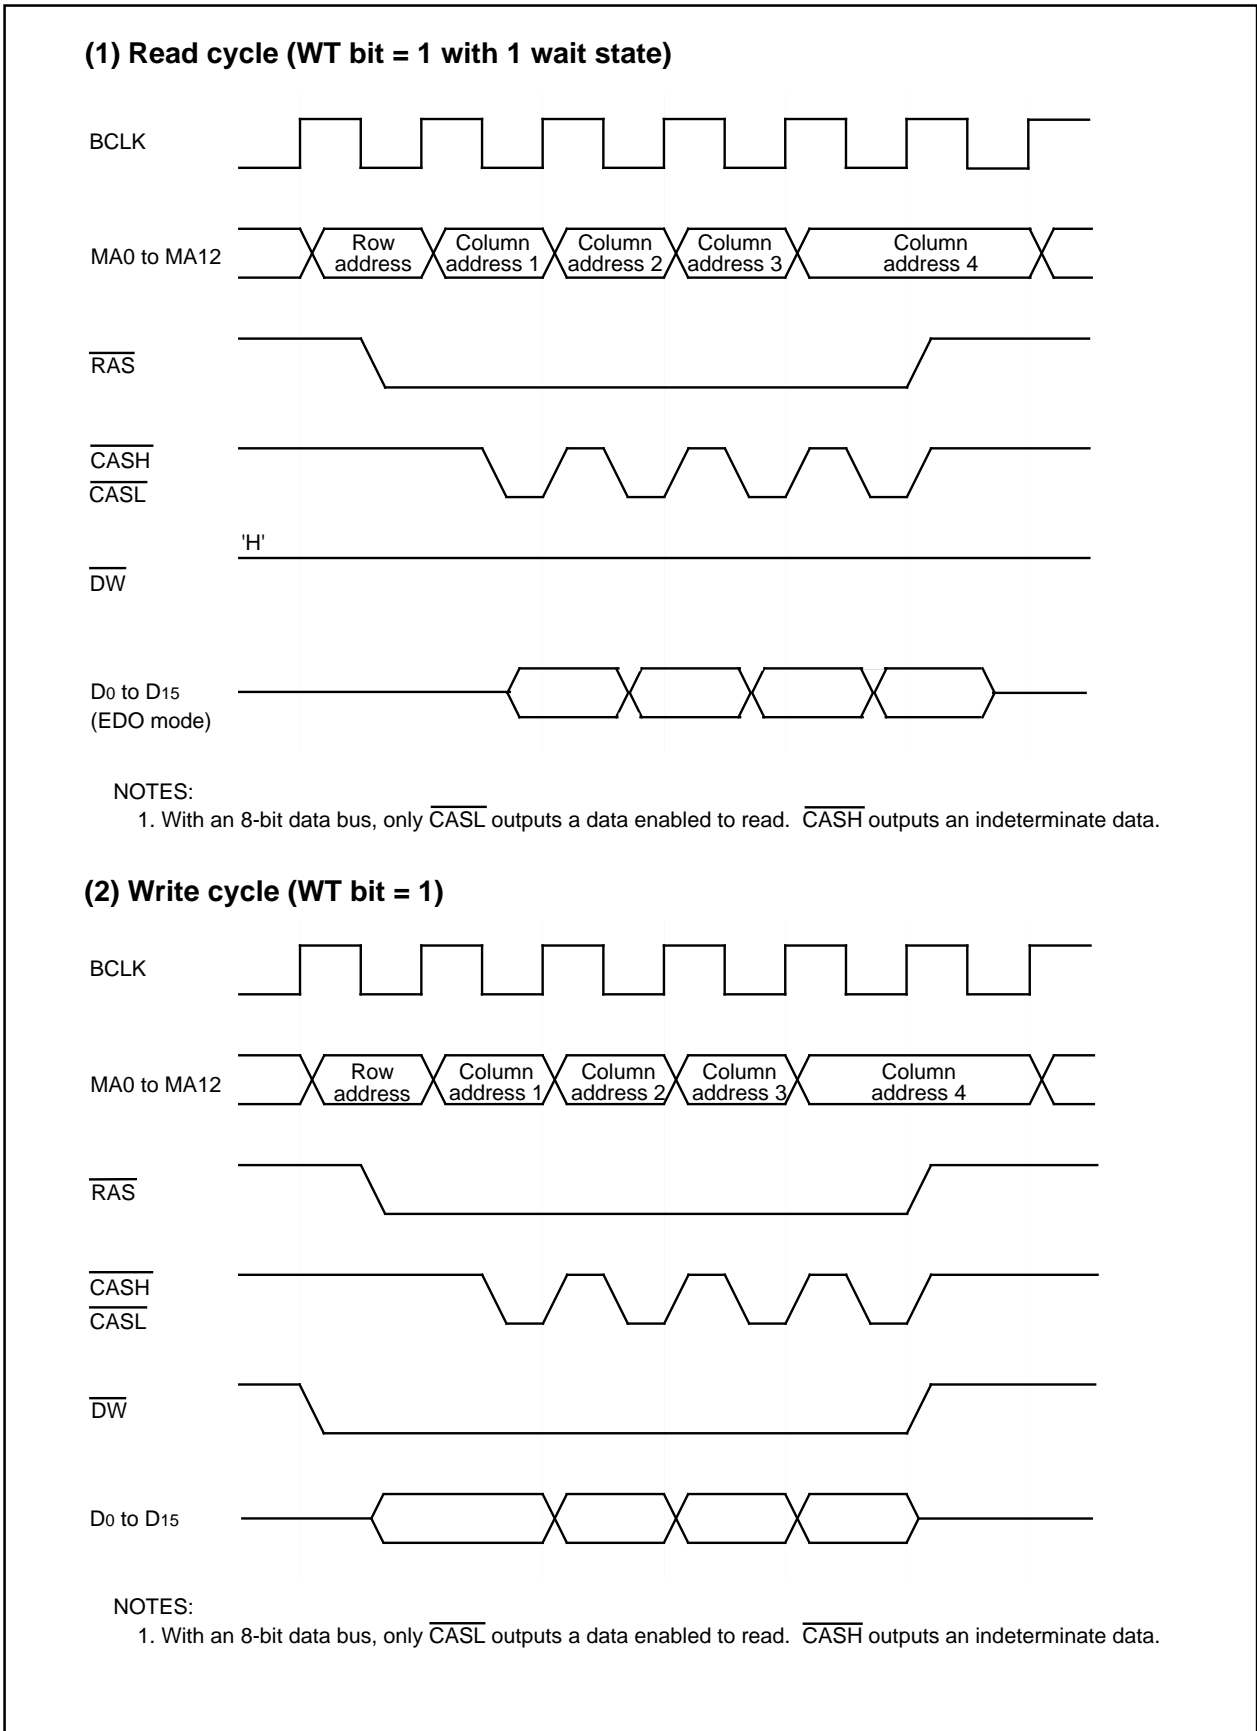 (1) Read cycle (WT bit = 1 with 1 wait state)
BCLK
MA0 to MA12
Row
address
Column
address 1
Column
address 2
Column
address 3
Column
address 4
RAS
CASH
CASL
'H'
DW
D0 to D15
(EDO mode)
NOTES:
1. With an 8-bit data bus, only CASL outputs a data enabled to read. CASH outputs an indeterminate data.
(2) Write cycle (WT bit = 1)
BCLK
MA0 to MA12
Row
address
Column
address 1
Column
address 2
Column
address 3
Column
address 4
RAS
CASH
CASL
DW
D0 to D15
NOTES:
1. With an 8-bit data bus, only CASL outputs a data enabled to read. CASH outputs an indeterminate data.